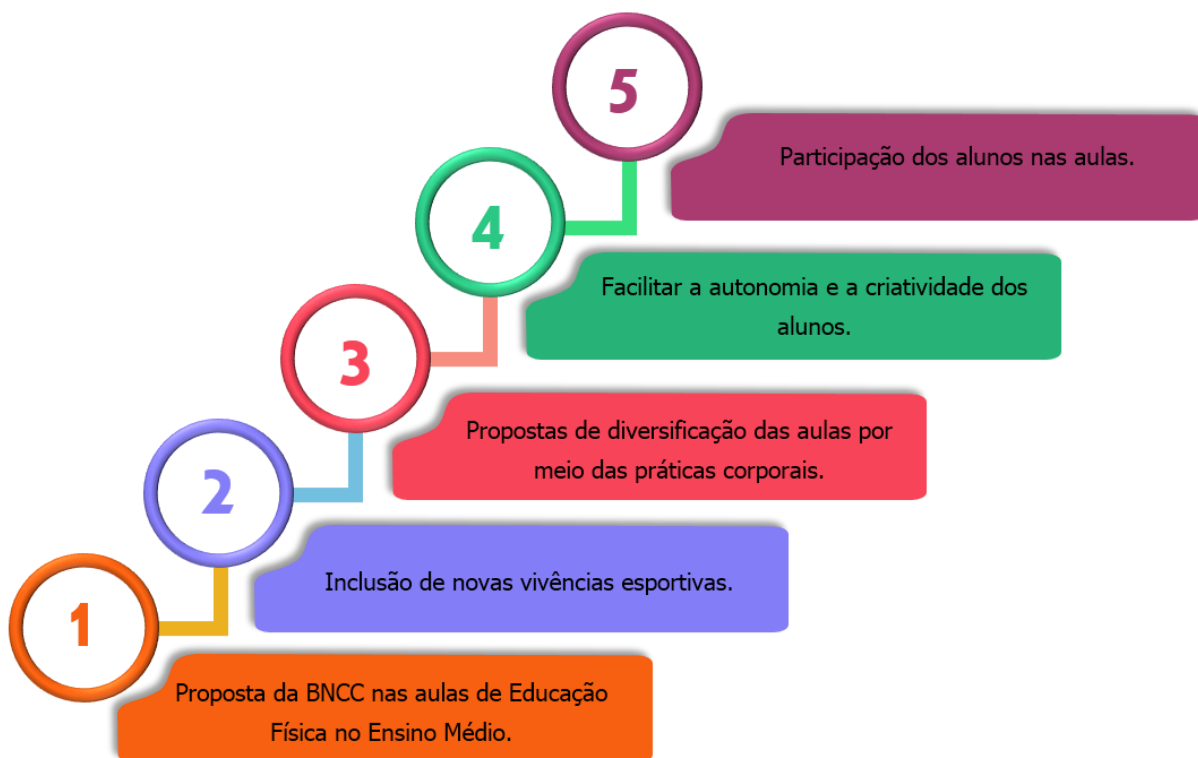 5
Participação dos alunos nas aulas.
4
Facilitar a autonomia e a criatividade dos
alunos.
3
Propostas de diversificação das aulas por
meio das práticas corporais.
2
Inclusão de novas vivências esportivas.
1
Proposta da BNCC nas aulas de Educação
Física no Ensino Médio.